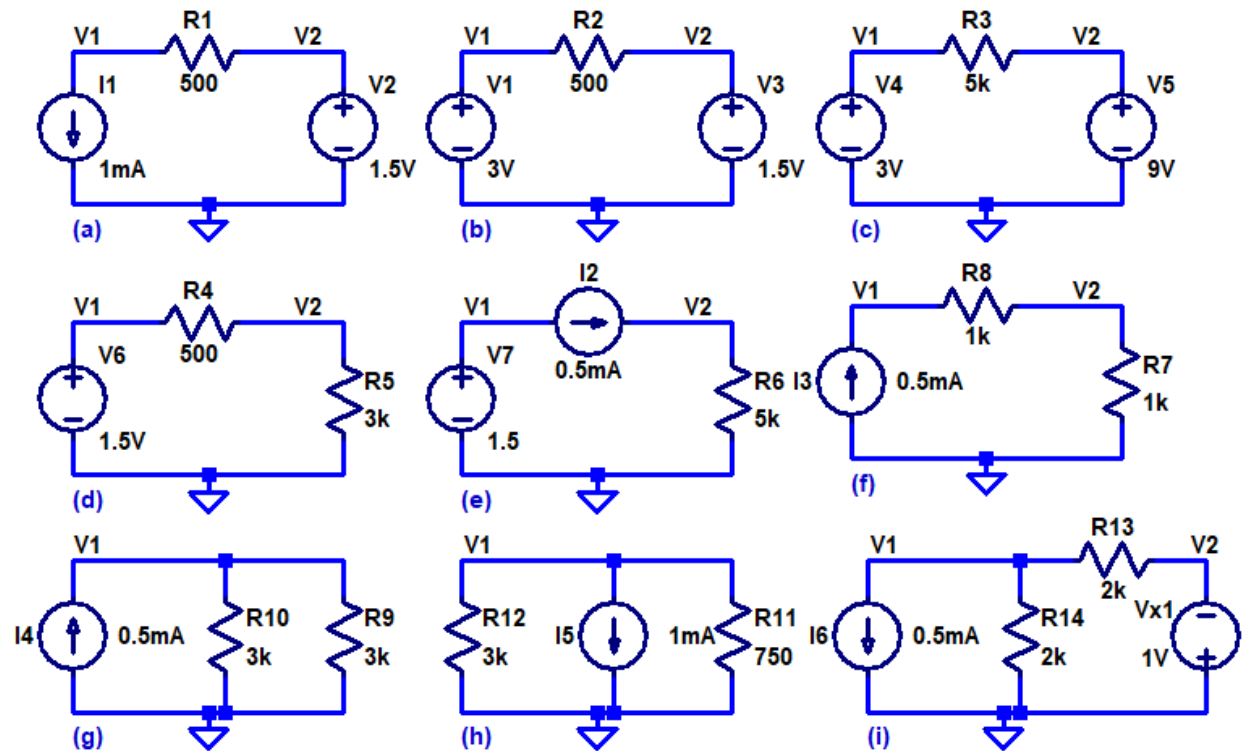 R1
V1 V2
500
I1
V2
1mA
1.5V
(a)
R2
V1 V2
500
V1
V3
3V
1.5V
(b)
R3
V1 V2
5k
V4
V5
3V
9V
(c)
R4
V1 V2
500
V6
R5
3k
1.5V
(d)
I2
V1 V2
0.5mA
V7
R6
5k
1.5
(e)
R8
V1 V2
1k
I3 0.5mA
R7
1k
(f)
V1
I4 0.5mA
R10
3k
R9
3k
(g)
V1
R12
3k
I5 1mA
R11
750
(h)
R13
V1 V2
2k
I6 0.5mA
R14
2k
Vx1
1V
(i)